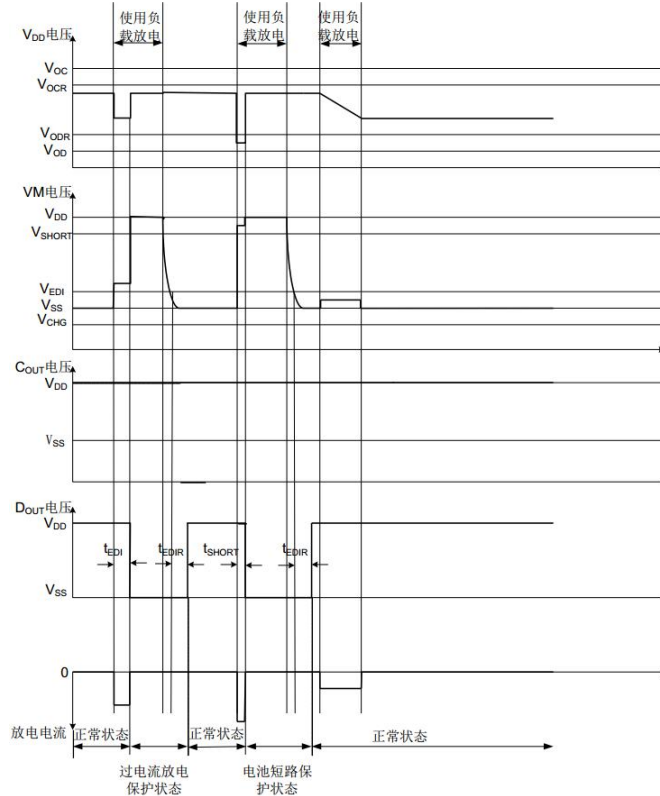 使用负
载放电
使用负
载放电
使用负
载放电
VDD电压
VOC
VOCR
VODR
VOD
VM电压
VDD
VSHORT
VEDI
VSS
VCHG
COUT电压
VDD
VSS
DOUT电压
VDD
tEDI
tEDIR
tSHORT
tEDIR
VSS
0
放电电流
正常状态
正常状态
正常状态
过电流放电
保护状态
电池短路保
护状态